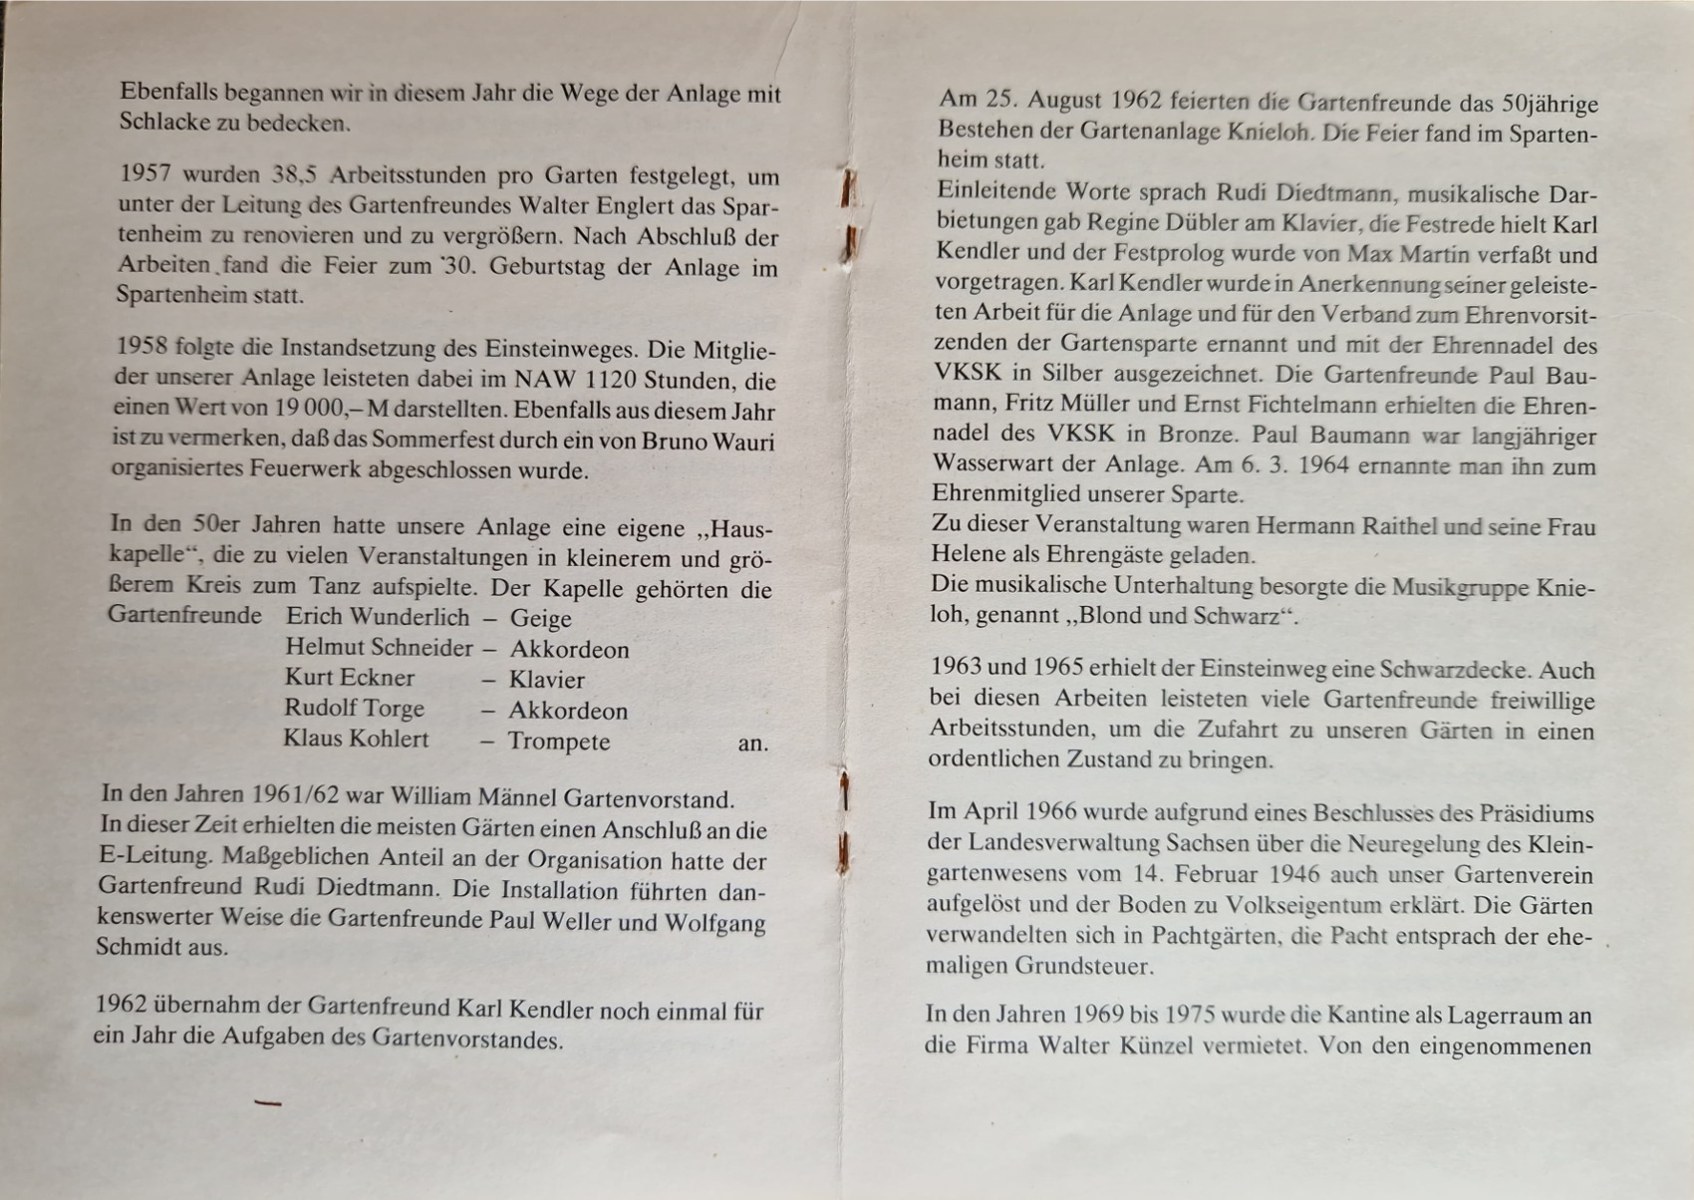 Ebenfalls begannen wir in diesem Jahr die Wege der Anlage mit
Schlacke zu bedecken.
1957 wurden 38,5 Arbeitsstunden pro Garten festgelegt, um
unter der Leitung des Gartenfreundes Walter Englert das Spar-
tenheim zu renovieren und zu vergrößern. Nach Abschluß der
Arbeiten fand die Feier zum 30. Geburtstag der Anlage im
Spartenheim statt.
1958 folgte die Instandsetzung des Einsteinweges. Die Mitglie-
der unserer Anlage leisteten dabei im NAW 1120 Stunden, die
einen Wert von 19 000,– M darstellten. Ebenfalls aus diesem Jahr
ist zu vermerken, daß das Sommerfest durch ein von Bruno Wauri
organisiertes Feuerwerk abgeschlossen wurde.
In den 50er Jahren hatte unsere Anlage eine eigene „Haus-
kapelle“, die zu vielen Veranstaltungen in kleinerem und grö-
ßerem Kreis zum Tanz aufspielte. Der Kapelle gehörten die
Gartenfreunde Erich Wunderlich – Geige
Helmut Schneider – Akkordeon
Kurt Eckner – Klavier
Rudolf Torge – Akkordeon
Klaus Kohlert – Trompete an.
In den Jahren 1961/62 war William Männel Gartenvorstand.
In dieser Zeit erhielten die meisten Gärten einen Anschluß an die
E-Leitung. Maßgeblichen Anteil an der Organisation hatte der
Gartenfreund Rudi Diedtmann. Die Installation führten dan-
kenswerter Weise die Gartenfreunde Paul Weller und Wolfgang
Schmidt aus.
1962 übernahm der Gartenfreund Karl Kendler noch einmal für
ein Jahr die Aufgaben des Gartenvorstandes.
Am 25. August 1962 feierten die Gartenfreunde das 50jährige
Bestehen der Gartenanlage Knieloh. Die Feier fand im Sparten-
heim statt.
Einleitende Worte sprach Rudi Diedtmann, musikalische Dar-
bietungen gab Regine Dübler am Klavier, die Festrede hielt Karl
Kendler und der Festprolog wurde von Max Martin verfaßt und
vorgetragen. Karl Kendler wurde in Anerkennung seiner geleiste-
ten Arbeit für die Anlage und für den Verband zum Ehrenvorsit-
zenden der Gartensparte ernannt und mit der Ehrennadel des
VKSK in Silber ausgezeichnet. Die Gartenfreunde Paul Bau-
mann, Fritz Müller und Ernst Fichtelmann erhielten die Ehren-
nadel des VKSK in Bronze. Paul Baumann war langjähriger
Wasserwart der Anlage. Am 6. 3. 1964 ernannte man ihn zum
Ehrenmitglied unserer Sparte.
Zu dieser Veranstaltung waren Hermann Raithel und seine Frau
Helene als Ehrengäste geladen.
Die musikalische Unterhaltung besorgte die Musikgruppe Knie-
loh, genannt „Blond und Schwarz“.
1963 und 1965 erhielt der Einsteinweg eine Schwarzdecke. Auch
bei diesen Arbeiten leisteten viele Gartenfreunde freiwillige
Arbeitsstunden, um die Zufahrt zu unseren Gärten in einen
ordentlichen Zustand zu bringen.
Im April 1966 wurde aufgrund eines Beschlusses des Präsidiums
der Landesverwaltung Sachsen über die Neuregelung des Klein-
gartenwesens vom 14. Februar 1946 auch unser Gartenverein
aufgelöst und der Boden zu Volkseigentum erklärt. Die Gärten
verwandelten sich in Pachtgärten, die Pacht entsprach der ehe-
maligen Grundsteuer.
In den Jahren 1969 bis 1975 wurde die Kantine als Lagerraum an
die Firma Walter Künzel vermietet. Von den eingenommenen